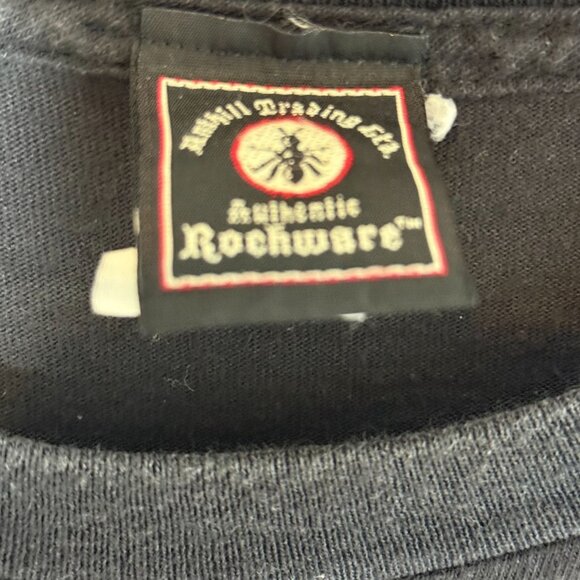 Anthill Trading Ltd.
Authentic
Rockware™